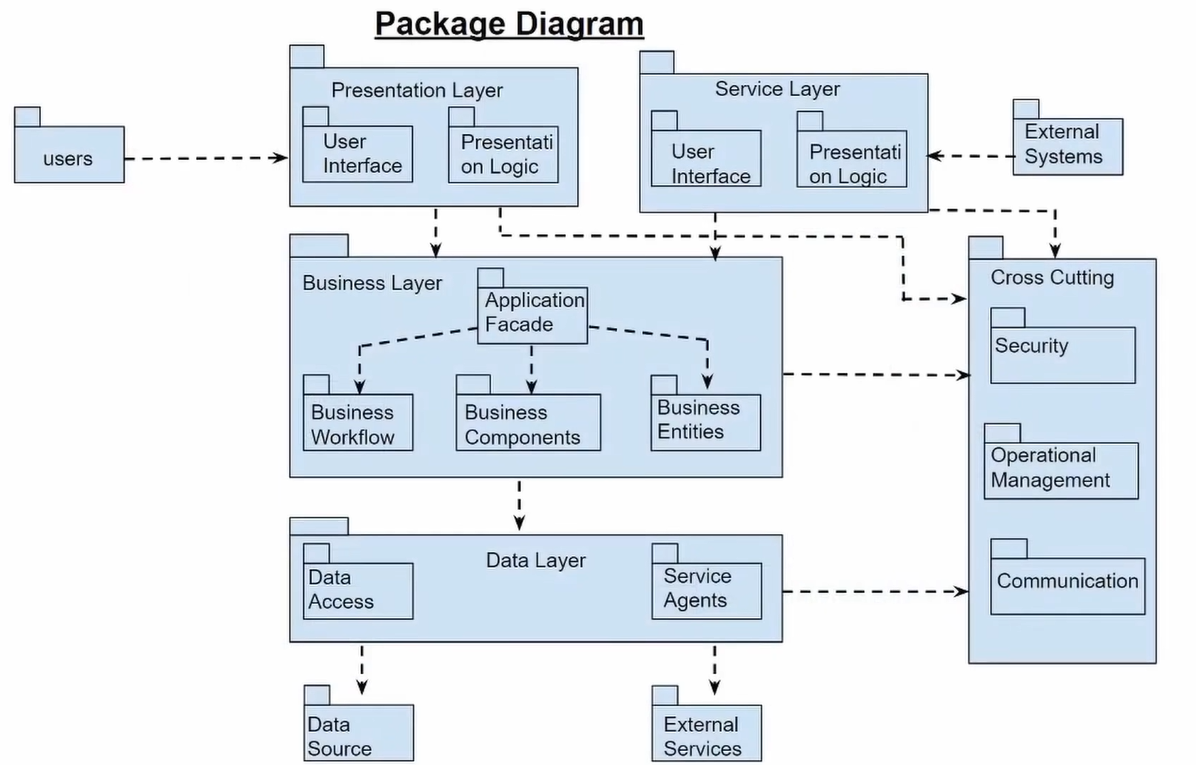 Package Diagram
Presentation Layer
User
Interface
Presentati
on Logic
Service Layer
User
Interface
Presentati
on Logic
users
External
Systems
Business Layer
Application
Facade
Business
Workflow
Business
Components
Business
Entities
Cross Cutting
Security
Operational
Management
Communication
Data Layer
Data
Access
Service
Agents
Data
Source
External
Services